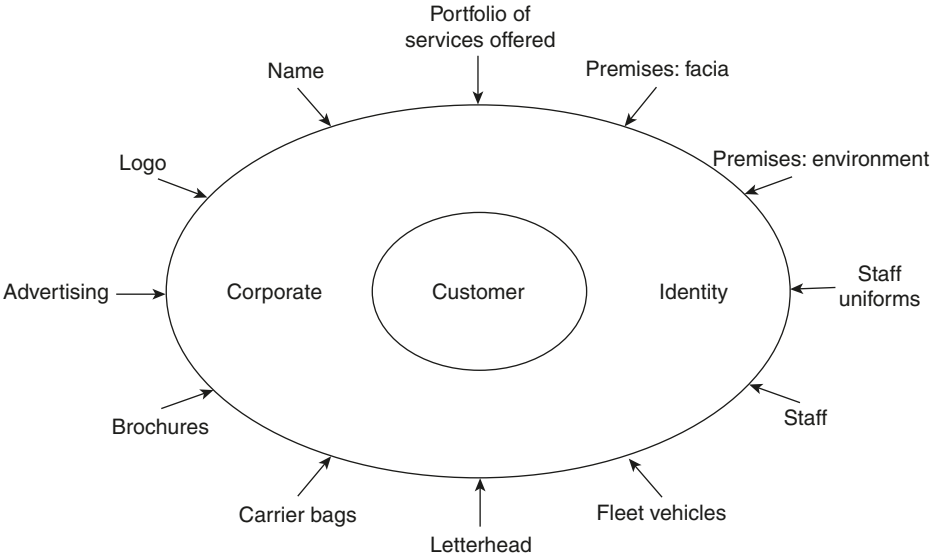 Portfolio of
services offered
Name
Premises: facia
Logo
Premises: environment
Advertising
Corporate
Customer
Identity
Staff
uniforms
Brochures
Staff
Carrier bags
Fleet vehicles
Letterhead